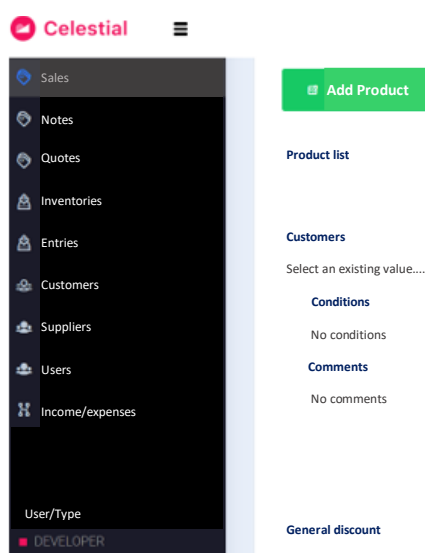 Celestial
Sales
Notes
Quotes
Inventories
Entries
Customers
Suppliers
Users
Income/expenses
User/Type
DEVELOPER
Add Product
Product list
Customers
Select an existing value....
Conditions
No conditions
Comments
No comments
General discount